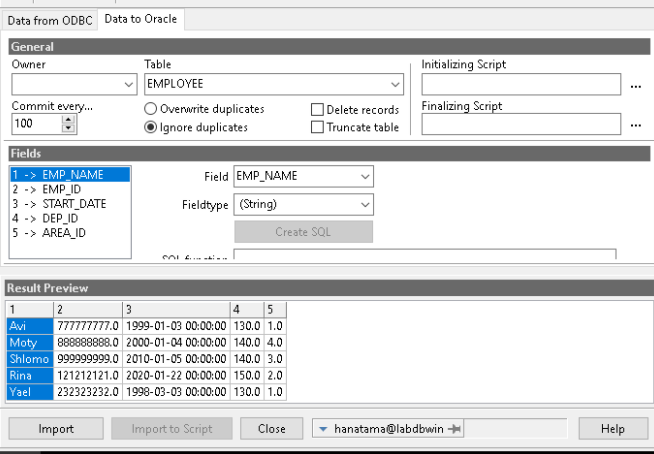 Data from ODBC Data to Oracle
General
Owner Table Initializing Script
EMPLOYEE ...
Commit every... Overwrite duplicates Delete records Finalizing Script
100 Ignore duplicates Truncate table ...
Fields
1 -> EMP_NAME Field EMP_NAME
2 -> EMP_ID
3 -> START_DATE Fieldtype (String)
4 -> DEP_ID
5 -> AREA_ID Create SQL
SQL function
Result Preview
1 2 3 4 5
Avi 777777777.0 1999-01-03 00:00:00 130.0 1.0
Moty 888888888.0 2000-01-04 00:00:00 140.0 4.0
Shlomo 999999999.0 2010-01-05 00:00:00 140.0 3.0
Rina 121212121.0 2020-01-22 00:00:00 150.0 2.0
Yael 232323232.0 1998-03-03 00:00:00 130.0 1.0
Import Import to Script Close hanatama@labdbwin Help